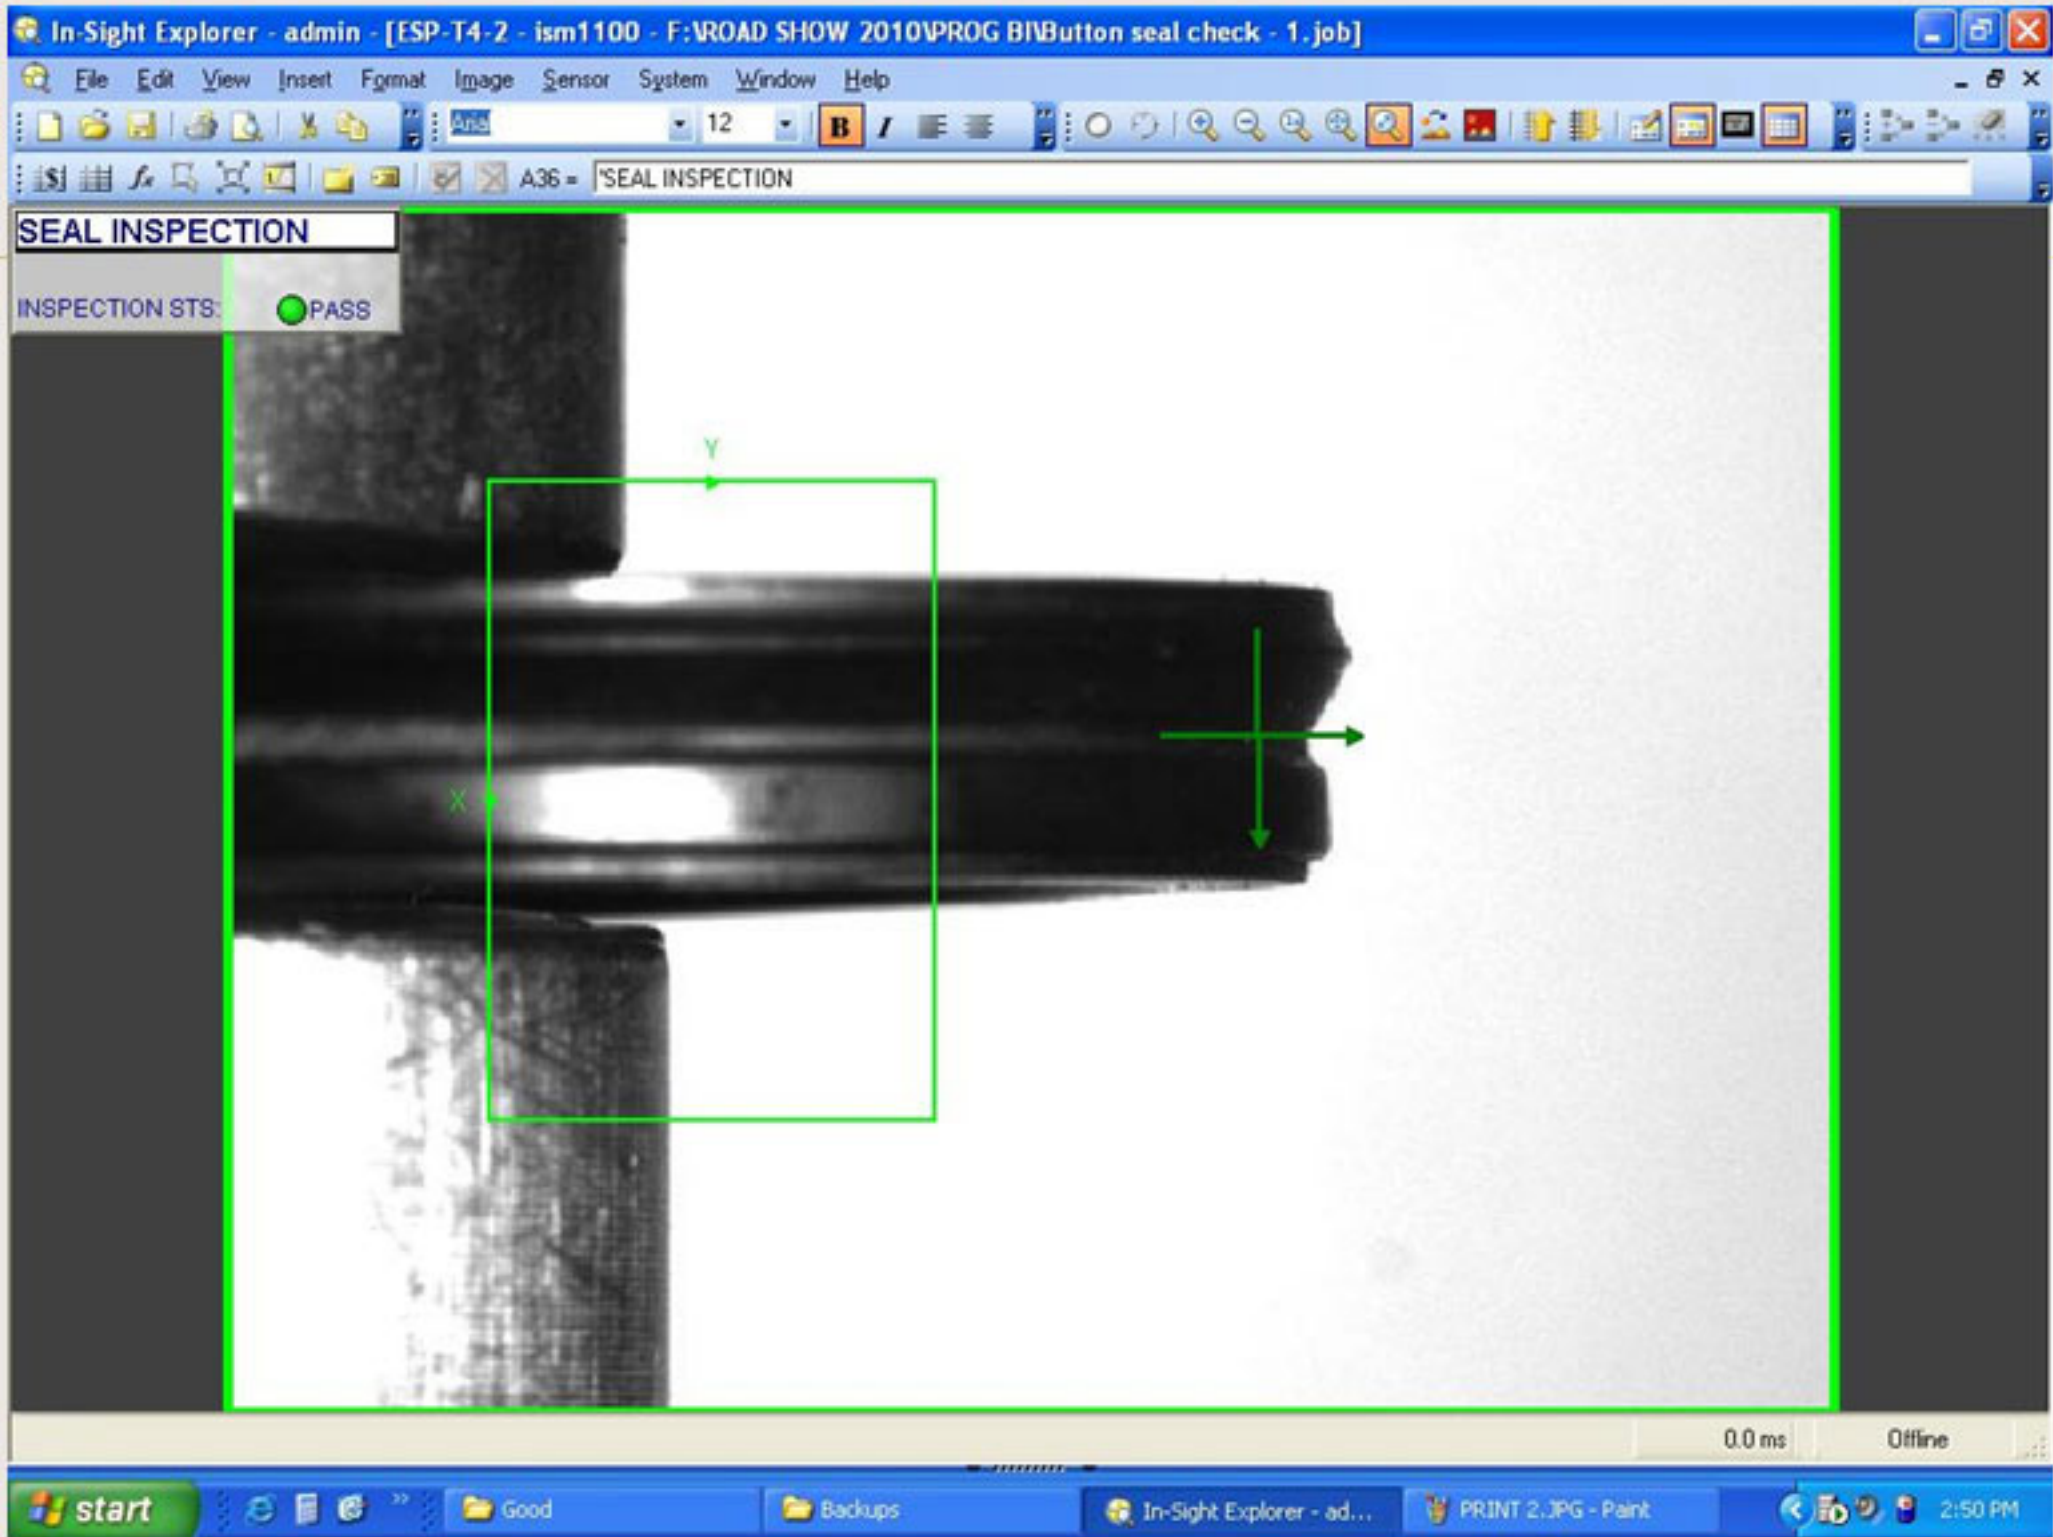 In-Sight Explorer - admin - [ESP-T4-2 - ism1100 - F:\ROAD SHOW 2010\PROG BI\Button seal check - 1.job]
File Edit View Insert Format Image Sensor System Window Help
Arial 12 B I
A36 = 'SEAL INSPECTION
SEAL INSPECTION
INSPECTION STS: PASS
Y
X
0.0 ms Offline
start Good Backups In-Sight Explorer - ad... PRINT 2.JPG - Paint 2:50 PM